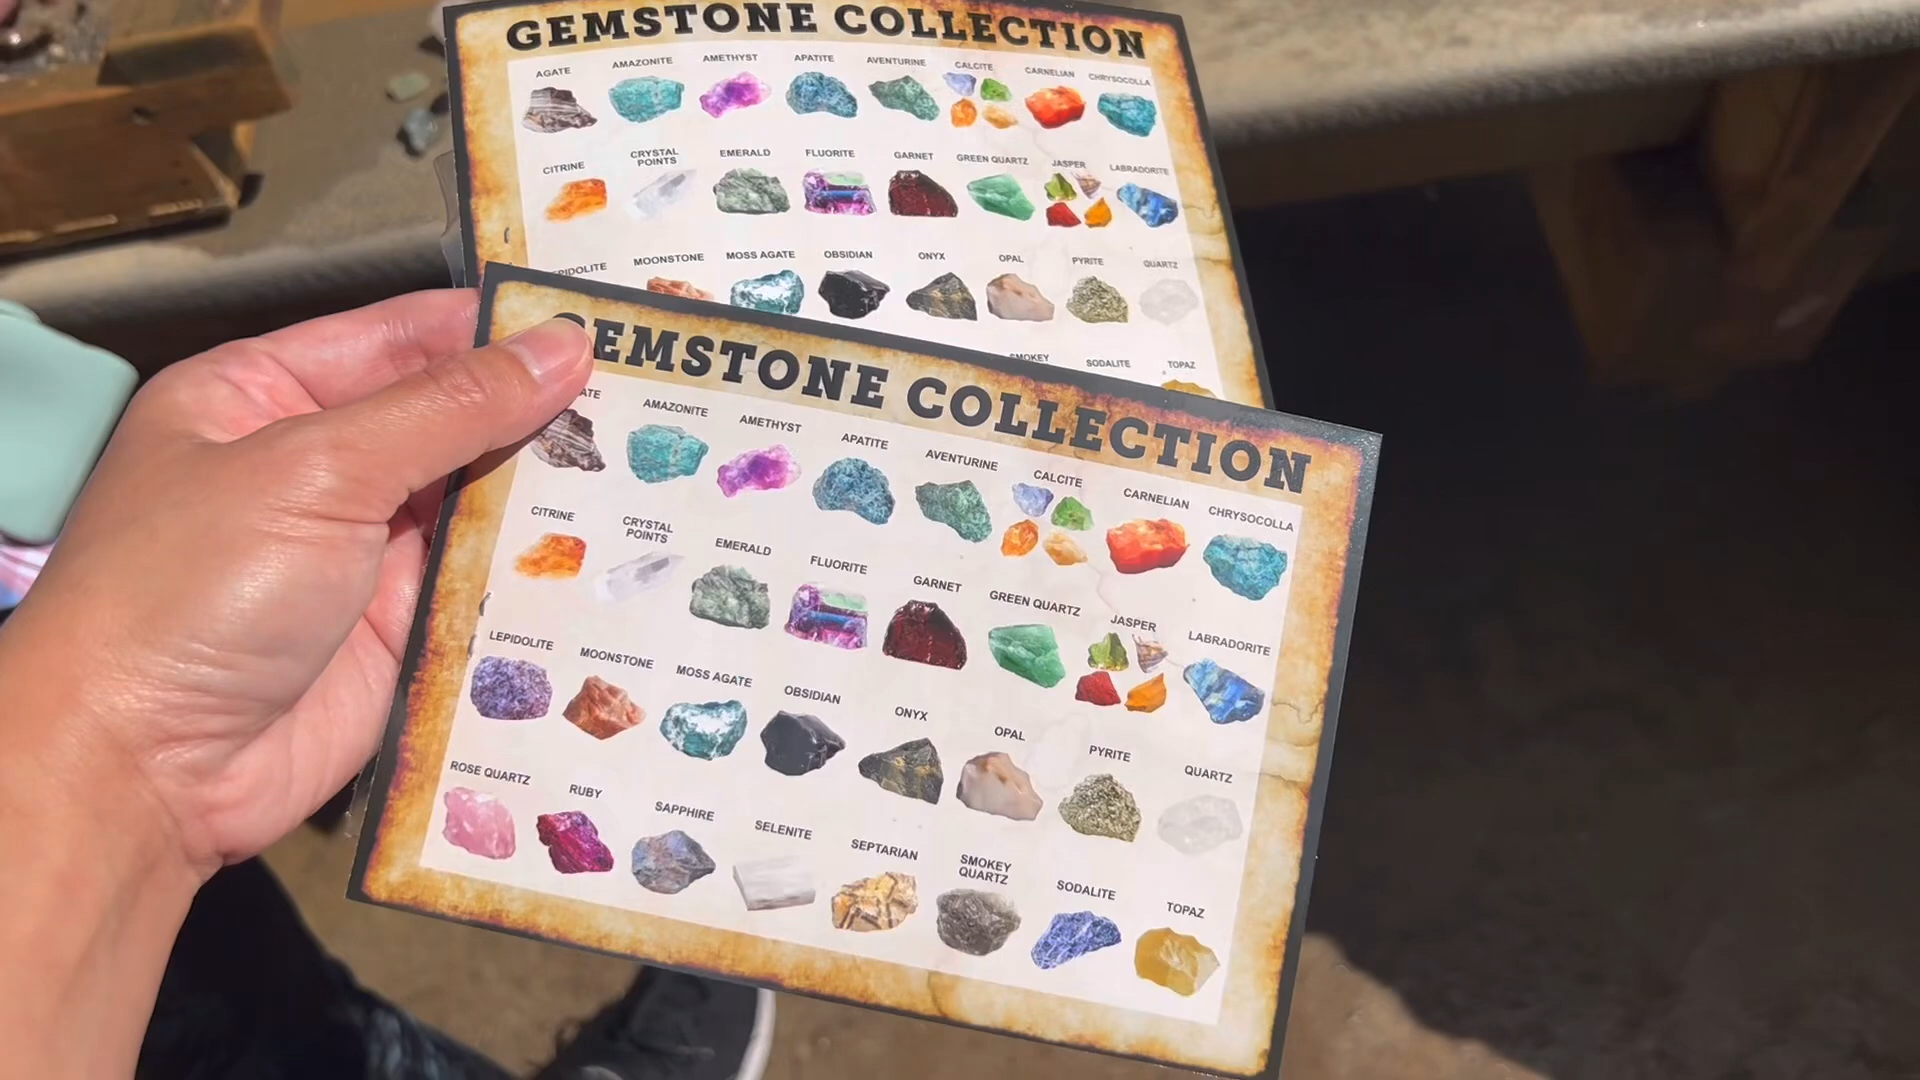 GEMSTONE COLLECTION
AGATE AMAZONITE AMETHYST APATITE AVENTURINE CALCITE CARNELIAN CHRYSOCOLLA
CITRINE CRYSTAL POINTS EMERALD FLUORITE GARNET GREEN QUARTZ JASPER LABRADORITE
PIDOLITE MOONSTONE MOSS AGATE OBSIDIAN ONYX OPAL PYRITE QUARTZ
SMOKEY SODALITE TOPAZ
GEMSTONE COLLECTION
ATE AMAZONITE AMETHYST APATITE AVENTURINE CALCITE CARNELIAN CHRYSOCOLLA
CITRINE CRYSTAL POINTS EMERALD FLUORITE GARNET GREEN QUARTZ JASPER LABRADORITE
LEPIDOLITE MOONSTONE MOSS AGATE OBSIDIAN ONYX OPAL PYRITE QUARTZ
ROSE QUARTZ RUBY SAPPHIRE SELENITE SEPTARIAN SMOKEY QUARTZ SODALITE TOPAZ